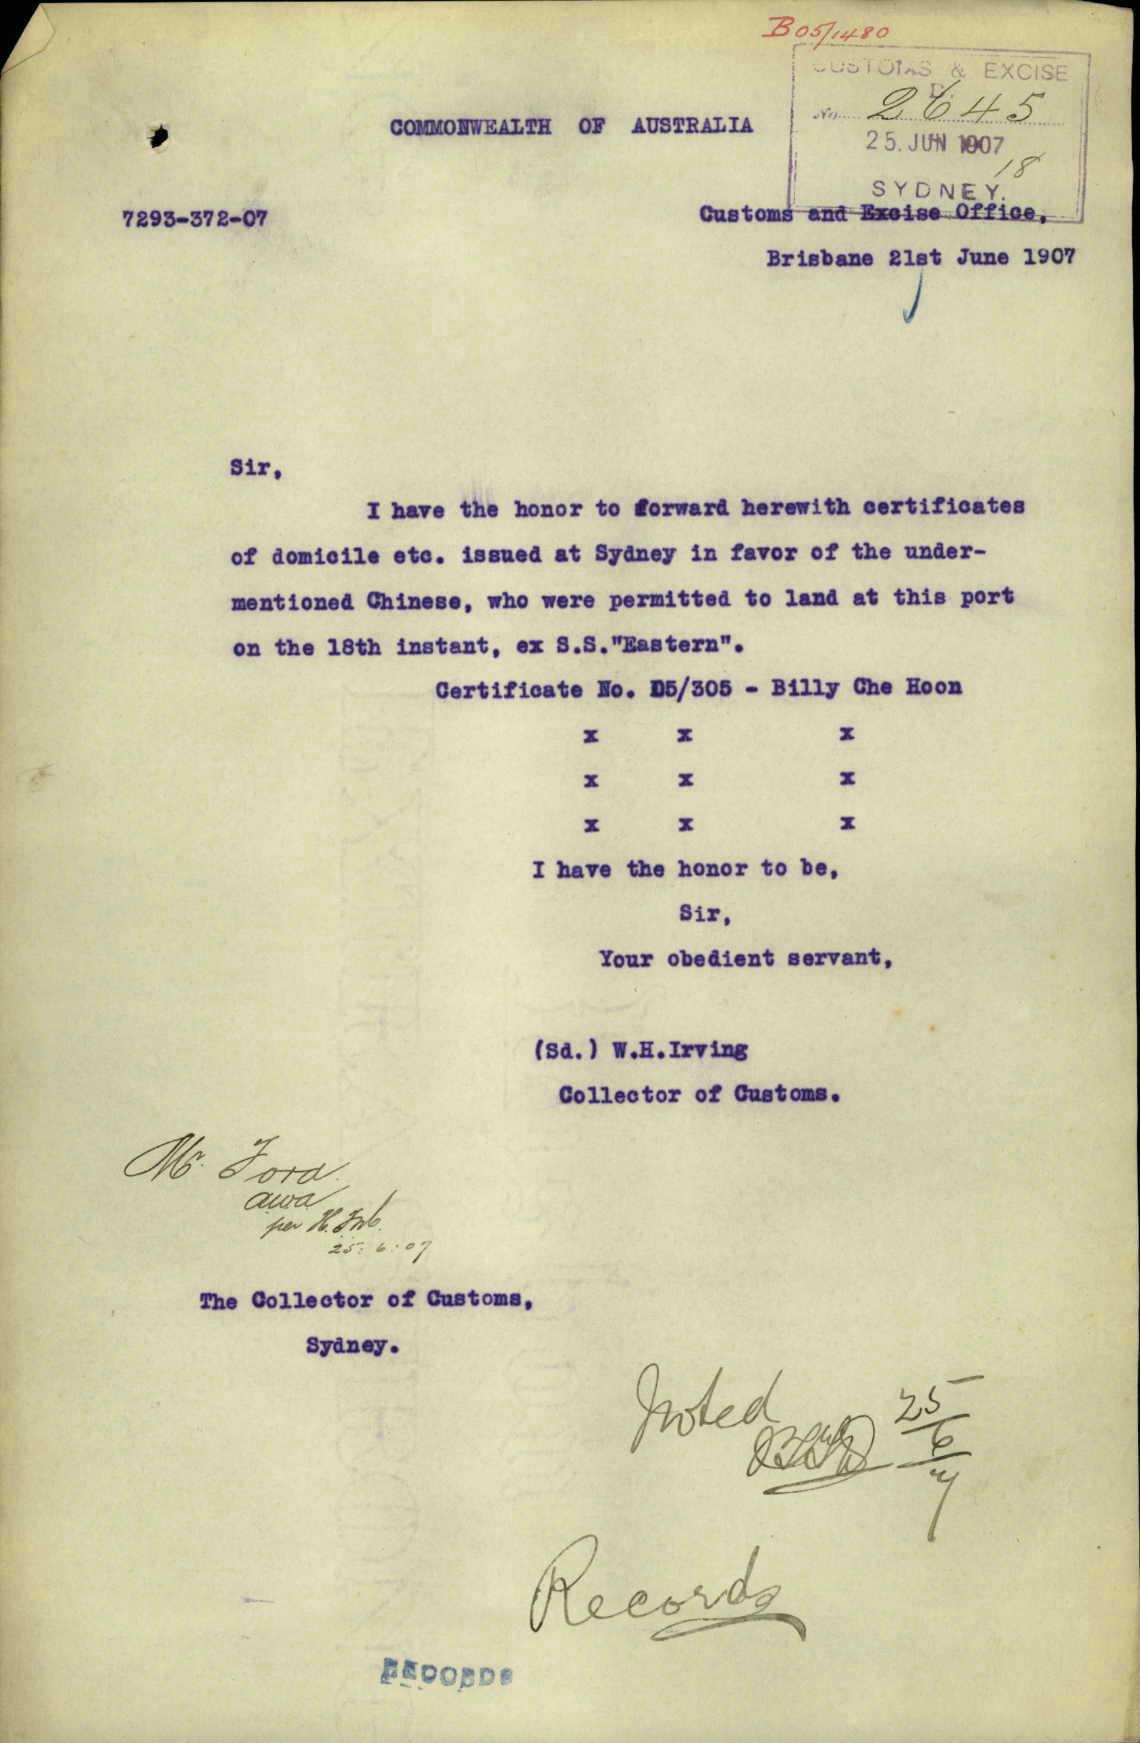 B05/1480
CUSTOMS & EXCISE
D.
No. 2645
25. JUN 1907
18
SYDNEY.
COMMONWEALTH OF AUSTRALIA
7293-372-07
Customs and Excise Office,
Brisbane 21st June 1907
Sir,
I have the honor to forward herewith certificates
of domicile etc. issued at Sydney in favor of the under-
mentioned Chinese, who were permitted to land at this port
on the 18th instant, ex S.S."Eastern".
Certificate No. D5/305 - Billy Che Hoon
x x x
x x x
x x x
I have the honor to be,
Sir,
Your obedient servant,
(Sd.) W.H.Irving
Collector of Customs.
Mr. Ford.
awa
per H.
25.6.07
The Collector of Customs,
Sydney.
Noted
25/6/7
Records
RECORDS